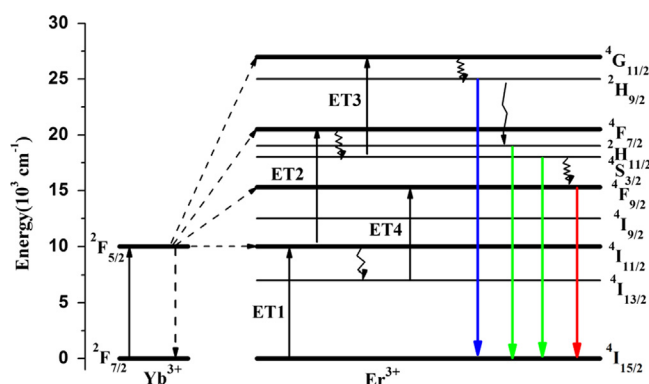 Energy(10³ cm⁻¹)
30
25
20
15
10
5
0
²F₅/₂
²F₇/₂
Yb³⁺
ET1
ET2
ET3
ET4
Er³⁺
⁴G₁₁/₂
²H₉/₂
⁴F₇/₂
²H₁₁/₂
⁴S₃/₂
⁴F₉/₂
⁴I₉/₂
⁴I₁₁/₂
⁴I₁₃/₂
⁴I₁₅/₂